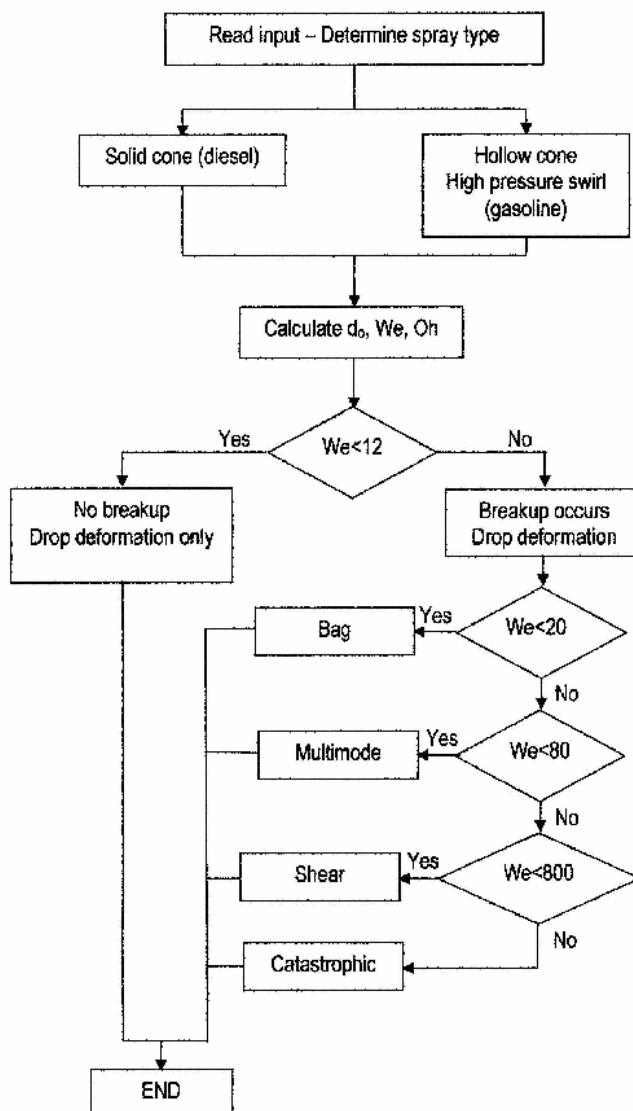 Read input – Determine spray type
Solid cone (diesel)
Hollow cone
High pressure swirl
(gasoline)
Calculate dₒ, We, Oh
Yes
We<12
No
No breakup
Drop deformation only
Breakup occurs
Drop deformation
Bag
Yes
We<20
No
Multimode
Yes
We<80
No
Shear
Yes
We<800
No
Catastrophic
END